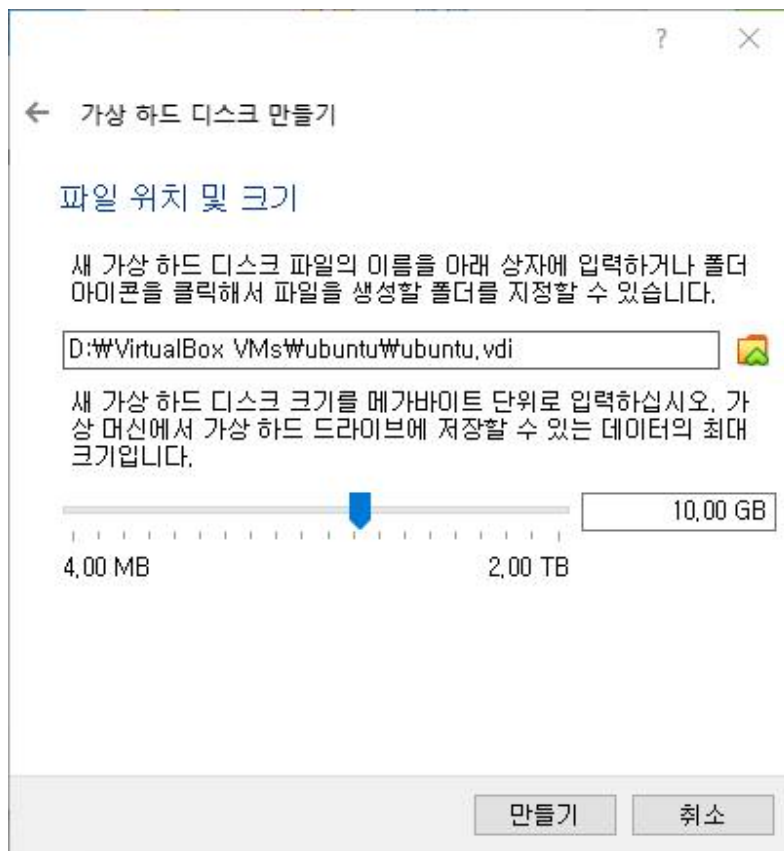 ?
가상 하드 디스크 만들기
파일 위치 및 크기
새 가상 하드 디스크 파일의 이름을 아래 상자에 입력하거나 폴더
아이콘을 클릭해서 파일을 생성할 폴더를 지정할 수 있습니다.
D:₩VirtualBox VMs₩ubuntu₩ubuntu.vdi
새 가상 하드 디스크 크기를 메가바이트 단위로 입력하십시오. 가
상 머신에서 가상 하드 드라이브에 저장할 수 있는 데이터의 최대
크기입니다.
10.00 GB
4.00 MB 2.00 TB
만들기 취소